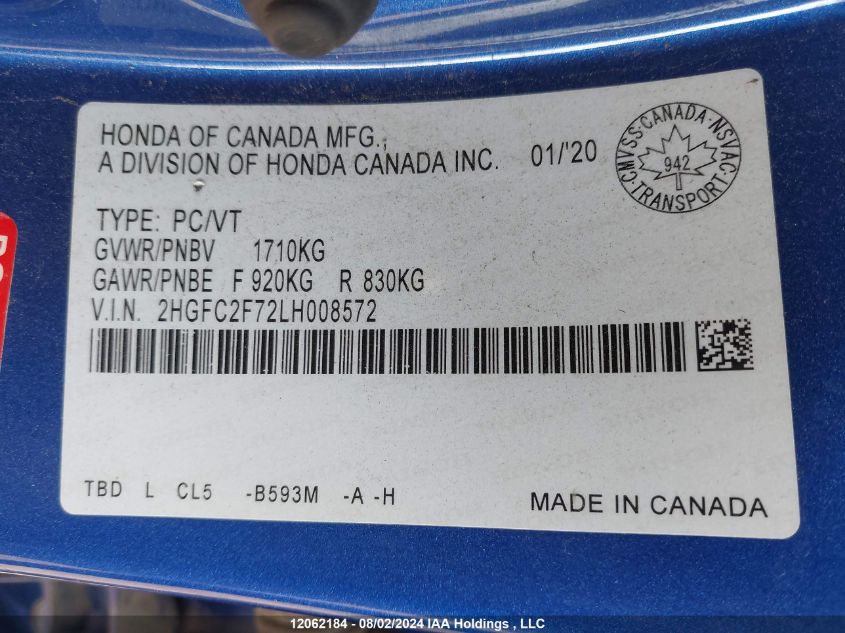 HONDA OF CANADA MFG.,
A DIVISION OF HONDA CANADA INC. 01/'20
CMVSS·CANADA·NSVAC·TRANSPORT
942
TYPE: PC/VT
GVWR/PNBV 1710KG
GAWR/PNBE F 920KG R 830KG
V.I.N. 2HGFC2F72LH008572
TBD L CL5 -B593M -A -H
MADE IN CANADA
12062184 - 08/02/2024 IAA Holdings , LLC